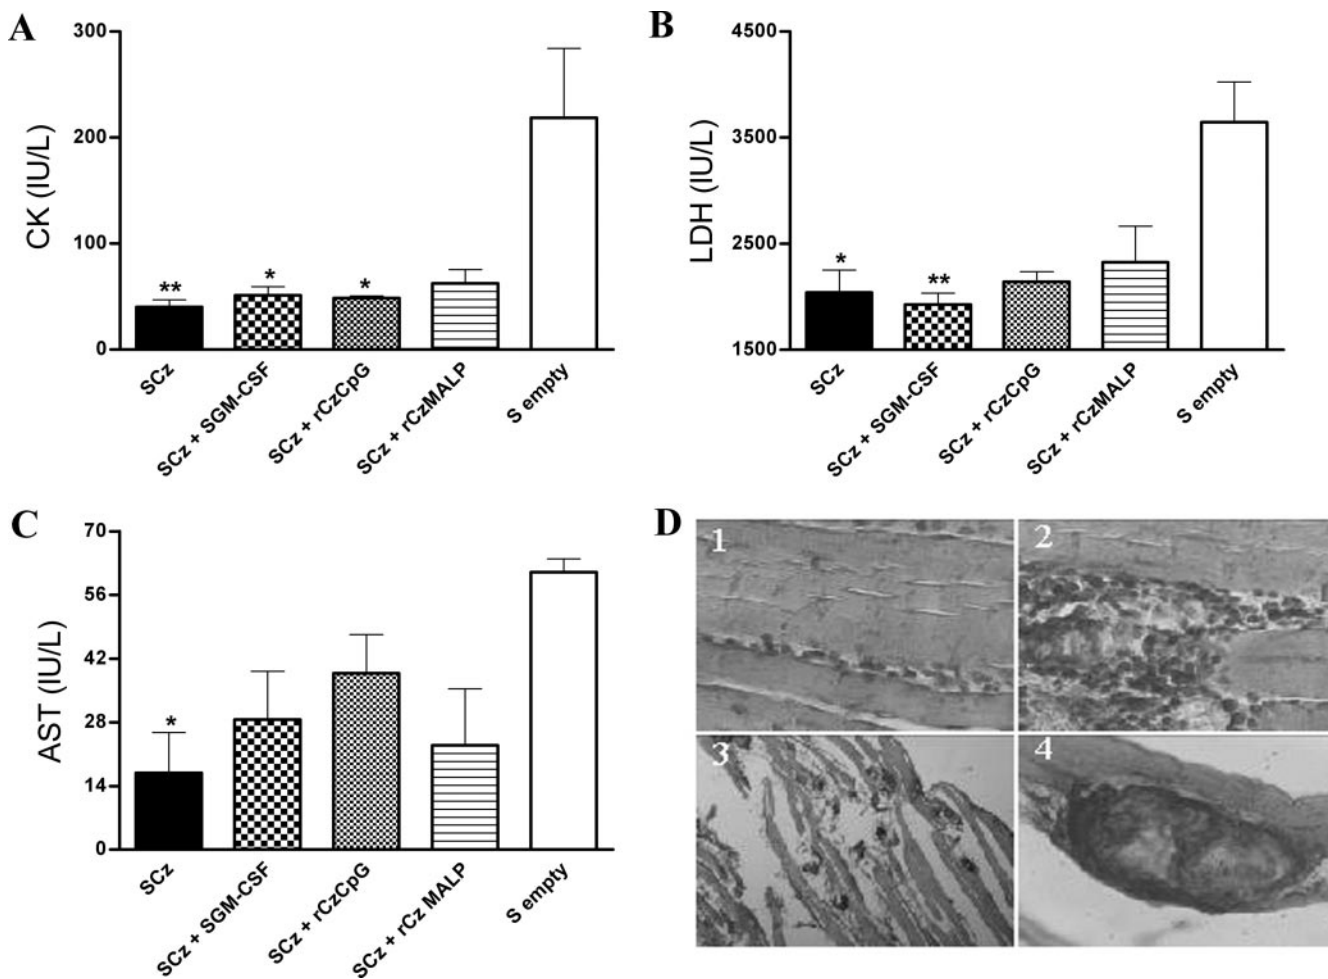 A
CK (IU/L)
300
200
100
0
** * *
SCz
SCz + SGM-CSF
SCz + rCzCpG
SCz + rCzMALP
S empty
B
LDH (IU/L)
4500
3500
2500
1500
* **
SCz
SCz + SGM-CSF
SCz + rCzCpG
SCz + rCzMALP
S empty
C
AST (IU/L)
70
56
42
28
14
0
*
SCz
SCz + SGM-CSF
SCz + rCzCpG
SCz + rCz MALP
S empty
D
1
2
3
4